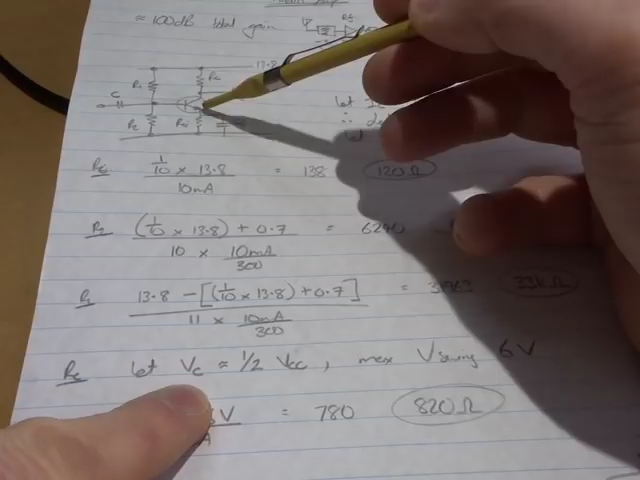 ≈ 100dB total gain
13.8
R₁ Rc
C
R₂ Re
let
∴
let
Re 1/10 × 13.8 / 10mA = 138 120Ω
R₂ (1/10 × 13.8) + 0.7 / 10 × 10mA/300 = 6240
R₁ 13.8 - [(1/10 × 13.8) + 0.7] / 11 × 10mA/300 = 33kΩ
Rc let Vc ≈ 1/2 Vcc, max Vswing 6V
V = 780 820Ω